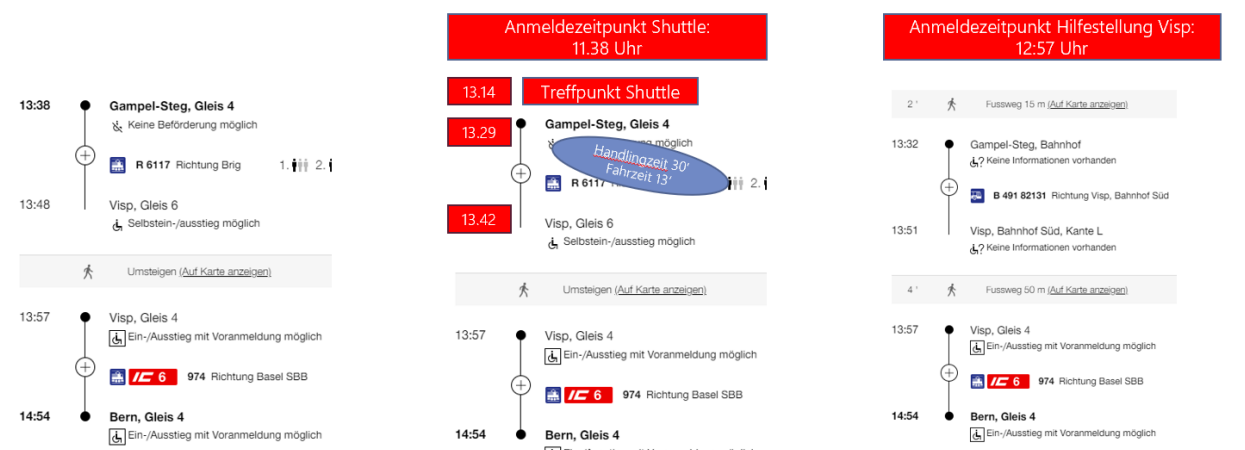 13:38 Gampel-Steg, Gleis 4
Keine Beförderung möglich
R 6117 Richtung Brig 1. 2.
13:48 Visp, Gleis 6
Selbstein-/ausstieg möglich
Umsteigen (Auf Karte anzeigen)
13:57 Visp, Gleis 4
Ein-/Ausstieg mit Voranmeldung möglich
IC 6 974 Richtung Basel SBB
14:54 Bern, Gleis 4
Ein-/Ausstieg mit Voranmeldung möglich
Anmeldezeitpunkt Shuttle:
11.38 Uhr
13.14 Treffpunkt Shuttle
Gampel-Steg, Gleis 4
13.29
möglich
Handlingzeit 30'
Fahrzeit 13'
R 6117 2.
13.42
Visp, Gleis 6
Selbstein-/ausstieg möglich
Umsteigen (Auf Karte anzeigen)
13:57 Visp, Gleis 4
Ein-/Ausstieg mit Voranmeldung möglich
IC 6 974 Richtung Basel SBB
14:54 Bern, Gleis 4
Anmeldezeitpunkt Hilfestellung Visp:
12:57 Uhr
2 ' Fussweg 15 m (Auf Karte anzeigen)
13:32 Gampel-Steg, Bahnhof
? Keine Informationen vorhanden
B 491 82131 Richtung Visp, Bahnhof Süd
13:51 Visp, Bahnhof Süd, Kante L
? Keine Informationen vorhanden
4 ' Fussweg 50 m (Auf Karte anzeigen)
13:57 Visp, Gleis 4
Ein-/Ausstieg mit Voranmeldung möglich
IC 6 974 Richtung Basel SBB
14:54 Bern, Gleis 4
Ein-/Ausstieg mit Voranmeldung möglich